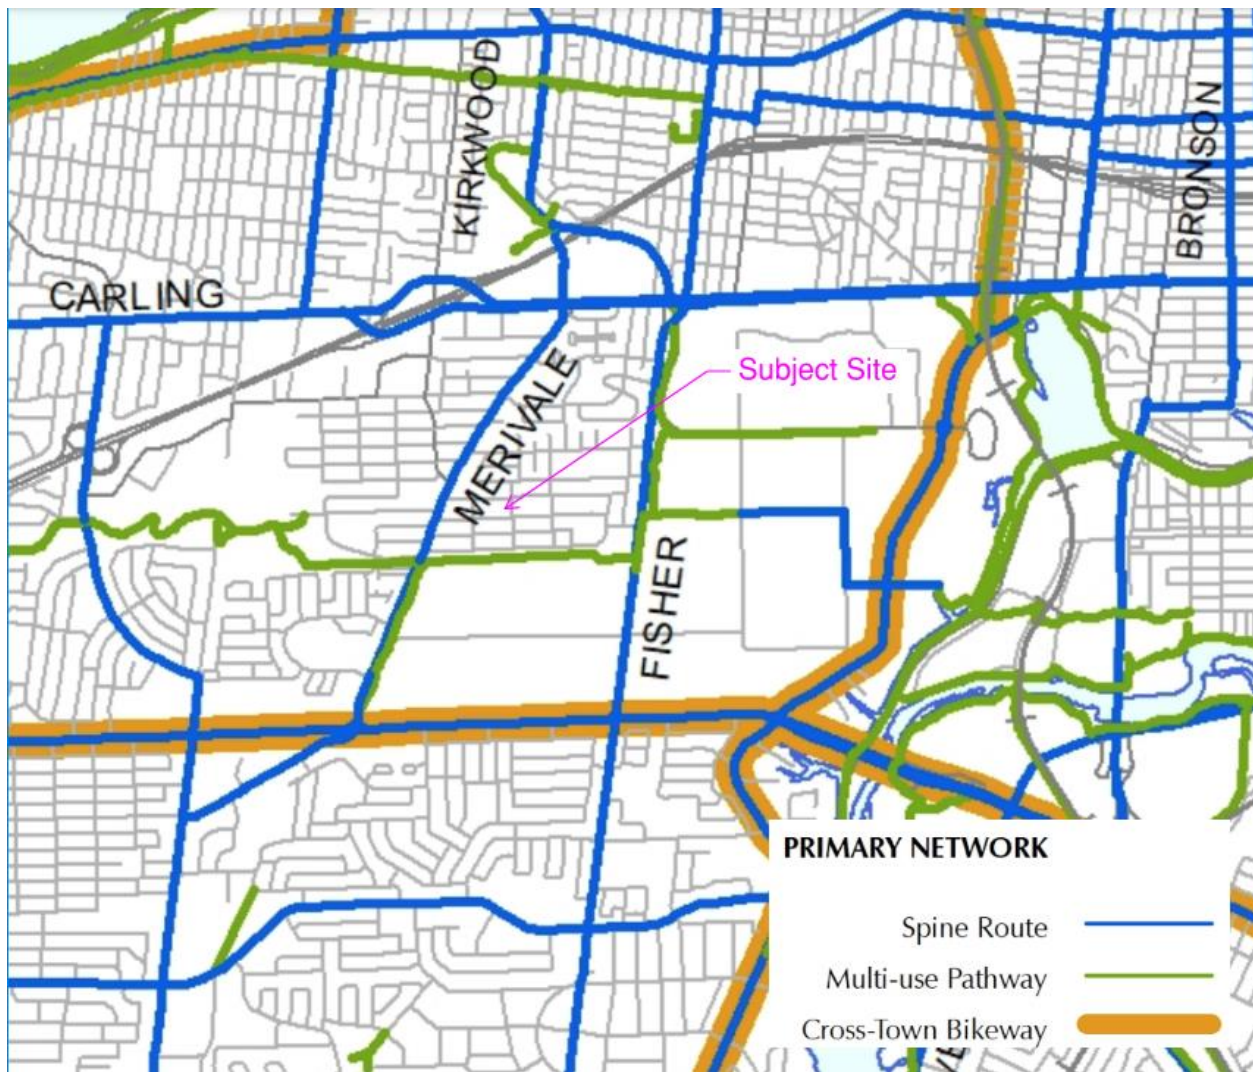 KIRKWOOD
BRONSON
CARLING
MERIVALE
Subject Site
FISHER
PRIMARY NETWORK
Spine Route
Multi-use Pathway
Cross-Town Bikeway